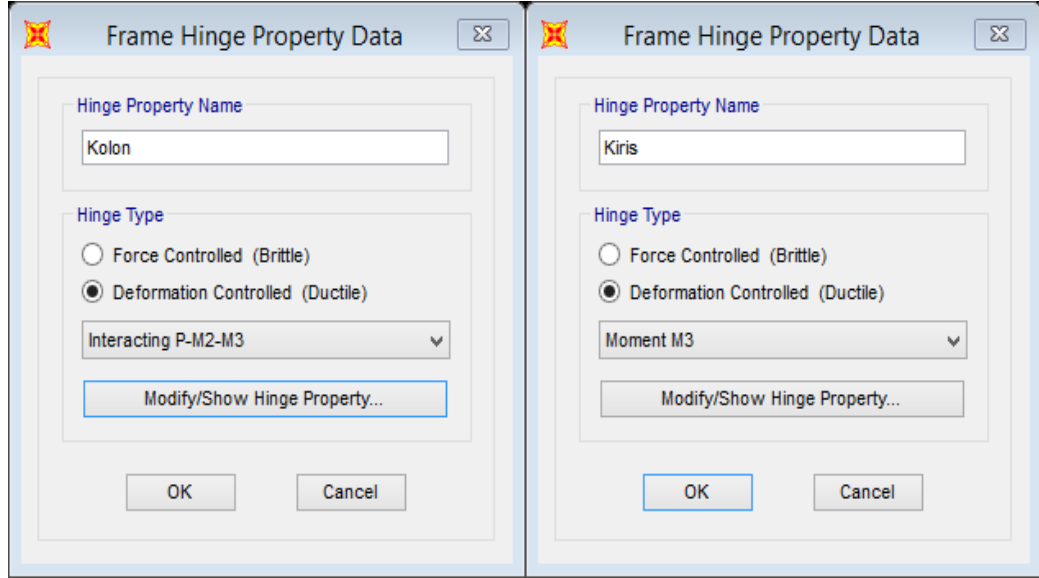 Frame Hinge Property Data
Hinge Property Name
Kolon
Hinge Type
Force Controlled (Brittle)
Deformation Controlled (Ductile)
Interacting P-M2-M3
Modify/Show Hinge Property...
OK
Cancel
Frame Hinge Property Data
Hinge Property Name
Kiris
Hinge Type
Force Controlled (Brittle)
Deformation Controlled (Ductile)
Moment M3
Modify/Show Hinge Property...
OK
Cancel